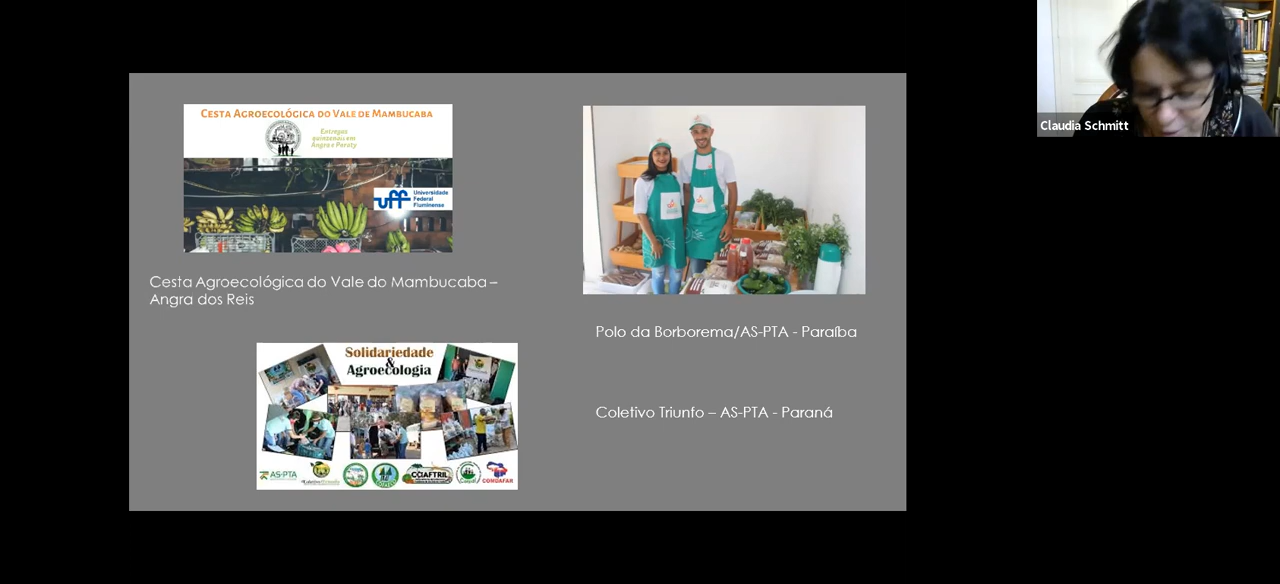 CESTA AGROECOLÓGICA DO VALE DE MAMBUCABA
Entregas
quinzenais em
Angra e Paraty
uff
Universidade
Federal
Fluminense
Cesta Agroecológica do Vale do Mambucaba –
Angra dos Reis
Polo da Borborema/AS-PTA - Paraíba
Solidariedade
&
Agroecologia
AS-PTA
Coletivo Triunfo – AS-PTA - Paraná
Claudia Schmitt